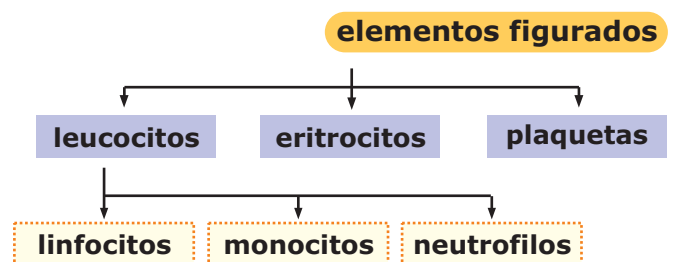 elementos figurados
leucocitos eritrocitos plaquetas
linfocitos monocitos neutrofilos